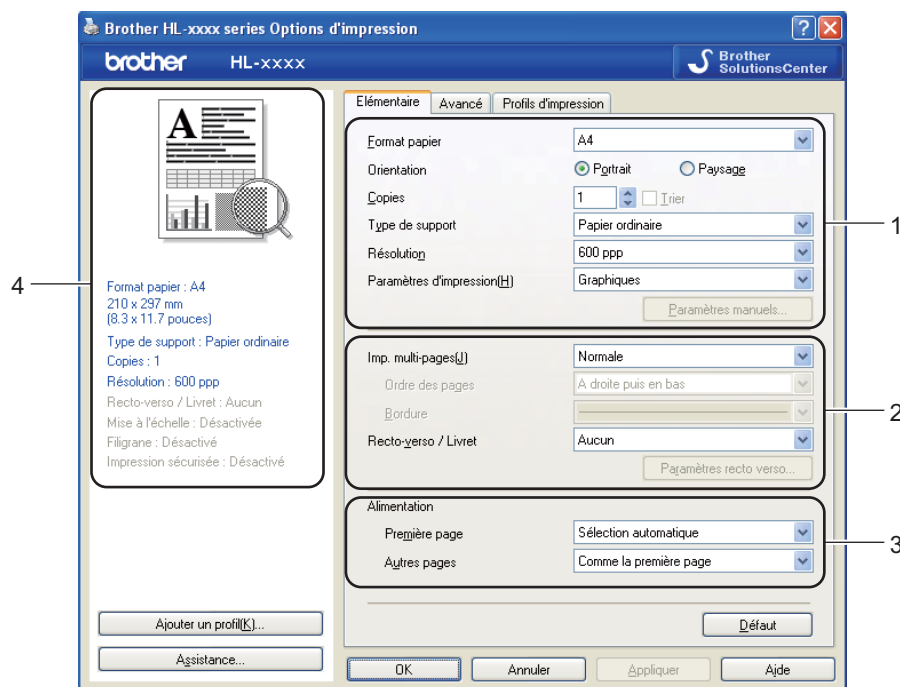 Brother HL-xxxx series Options d'impression
brother HL-xxxx
Brother
SolutionsCenter
A
Format papier : A4
210 x 297 mm
(8.3 x 11.7 pouces)
Type de support : Papier ordinaire
Copies : 1
Résolution : 600 ppp
Recto-verso / Livret : Aucun
Mise à l'échelle : Désactivée
Filigrane : Désactivé
Impression sécurisée : Désactivé
4
Ajouter un profil(K)...
Assistance...
Elémentaire Avancé Profils d'impression
Format papier A4
Orientation Portrait Paysage
Copies 1 Trier
Type de support Papier ordinaire
Résolution 600 ppp
Paramètres d'impression(H) Graphiques
Paramètres manuels...
1
Imp. multi-pages(J) Normale
Ordre des pages A droite puis en bas
Bordure
Recto-verso / Livret Aucun
Paramètres recto verso...
2
Alimentation
Première page Sélection automatique
Autres pages Comme la première page
3
Défaut
OK Annuler Appliquer Aide